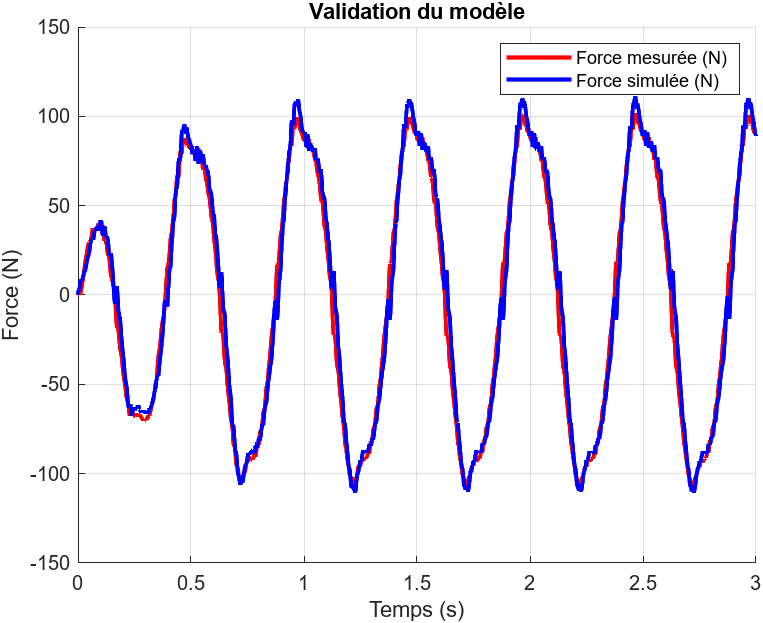 Validation du modèle
Force mesurée (N)
Force simulée (N)
150
100
50
0
-50
-100
-150
Force (N)
0 0.5 1 1.5 2 2.5 3
Temps (s)